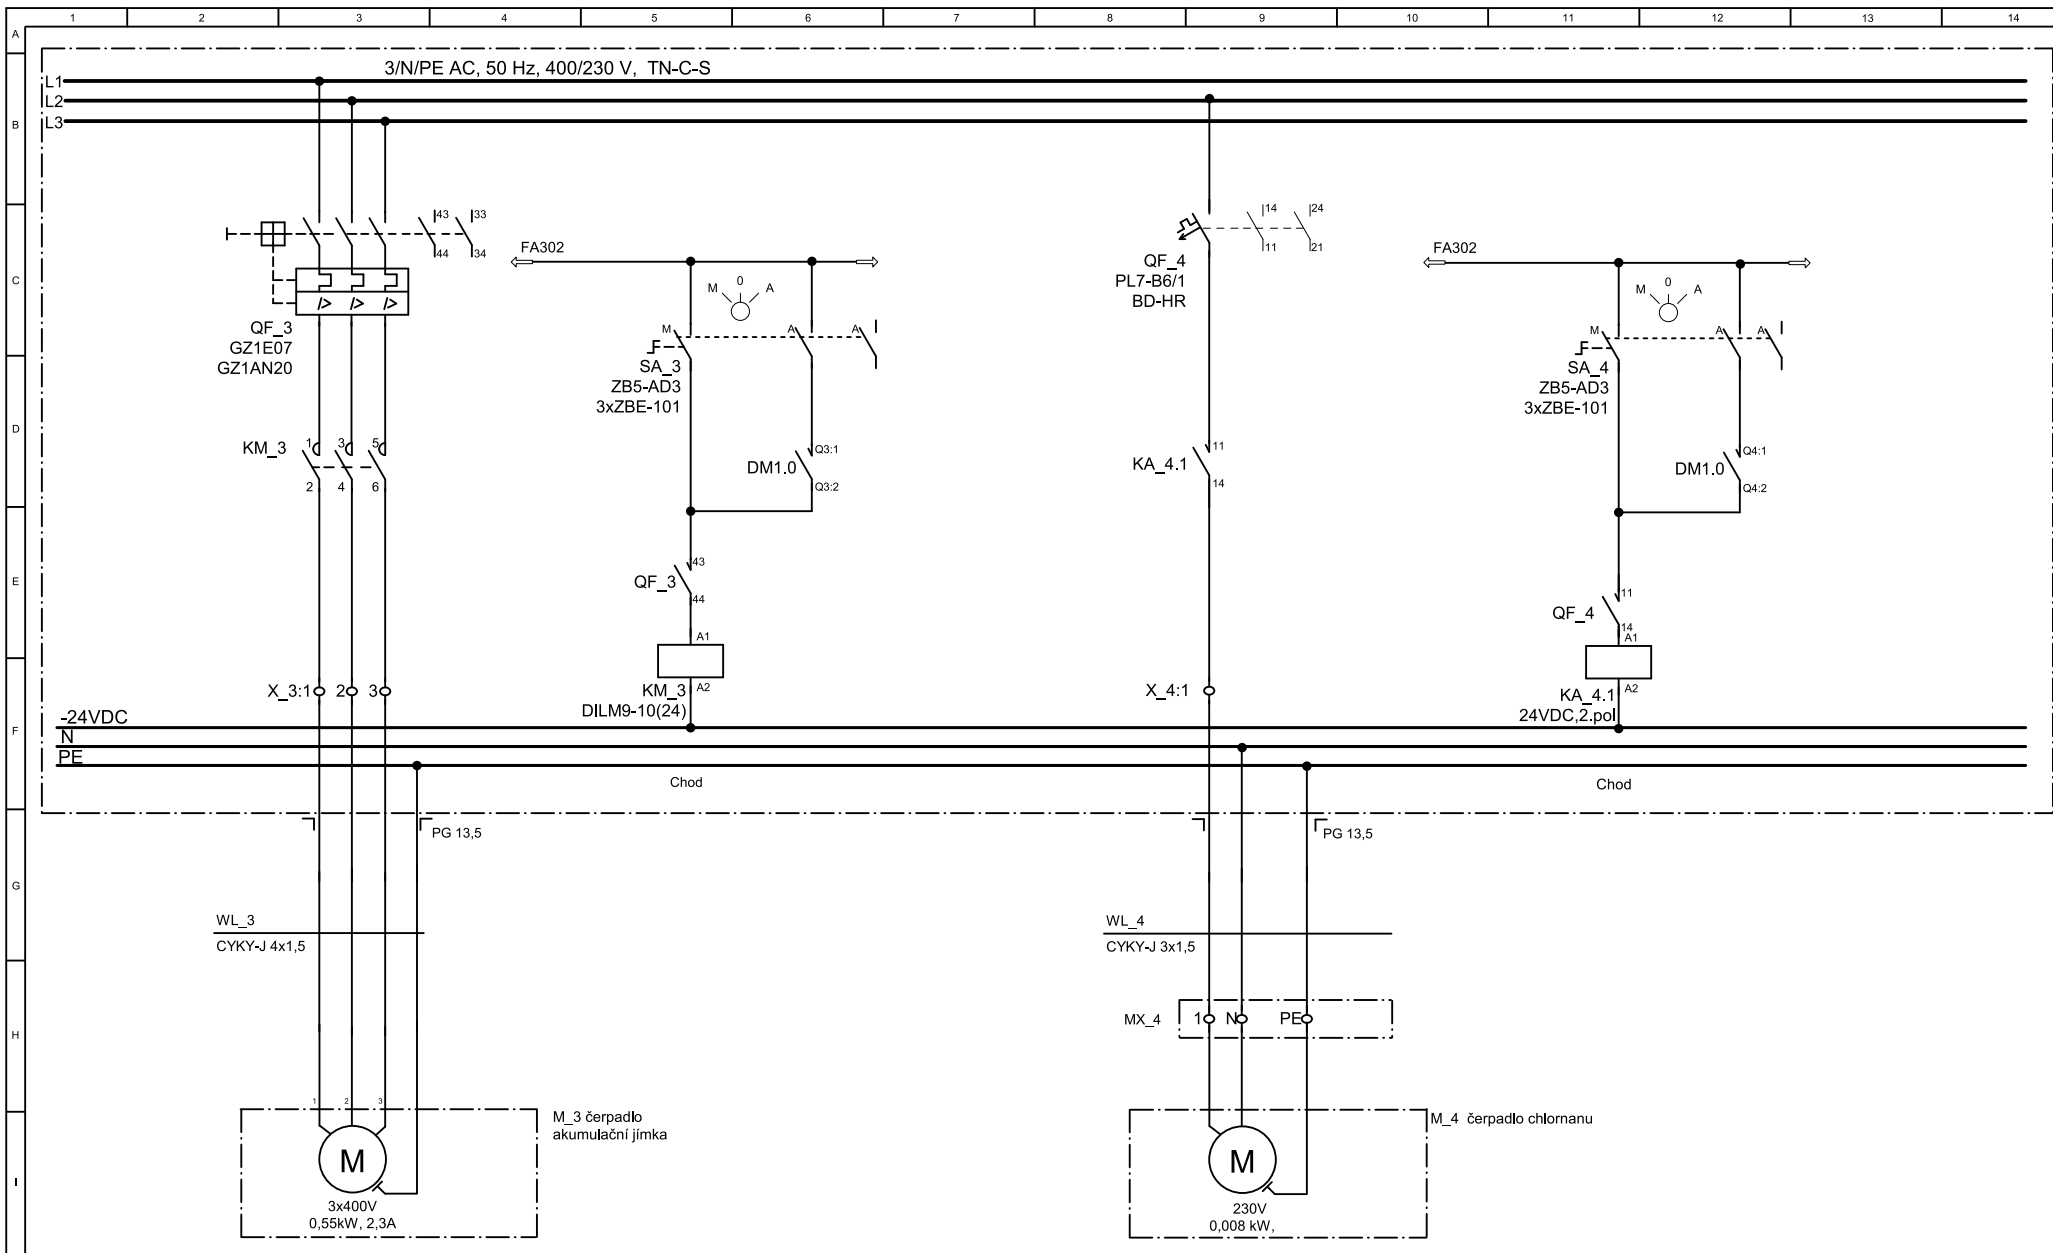 1 2 3 4 5 6 7 8 9 10 11 12 13 14
A
3/N/PE AC, 50 Hz, 400/230 V, TN-C-S
L1
L2
L3
B
43 33
44 34
14 24
11 21
C
FA302
FA302
QF_4
PL7-B6/1
BD-HR
M 0 A
M 0 A
I> I> I>
QF_3
GZ1E07
GZ1AN20
M A A
SA_3
ZB5-AD3
3xZBE-101
M A A
SA_4
ZB5-AD3
3xZBE-101
D
KM_3 1 3 5
2 4 6
Q3:1
DM1.0
Q3:2
11
KA_4.1
14
Q4:1
DM1.0
Q4:2
E
43
QF_3
44
11
QF_4
14
A1
A1
X_3:1 2 3
KM_3 A2
DILM9-10(24)
X_4:1
KA_4.1 A2
24VDC,2.pol
F
-24VDC
N
PE
Chod
Chod
PG 13,5
PG 13,5
G
WL_3
CYKY-J 4x1,5
WL_4
CYKY-J 3x1,5
H
MX_4 1 N PE
1 2 3
M_3 čerpadlo
akumulační jímka
M_4 čerpadlo chlornanu
I
M
3x400V
0,55kW, 2,3A
M
230V
0,008 kW,